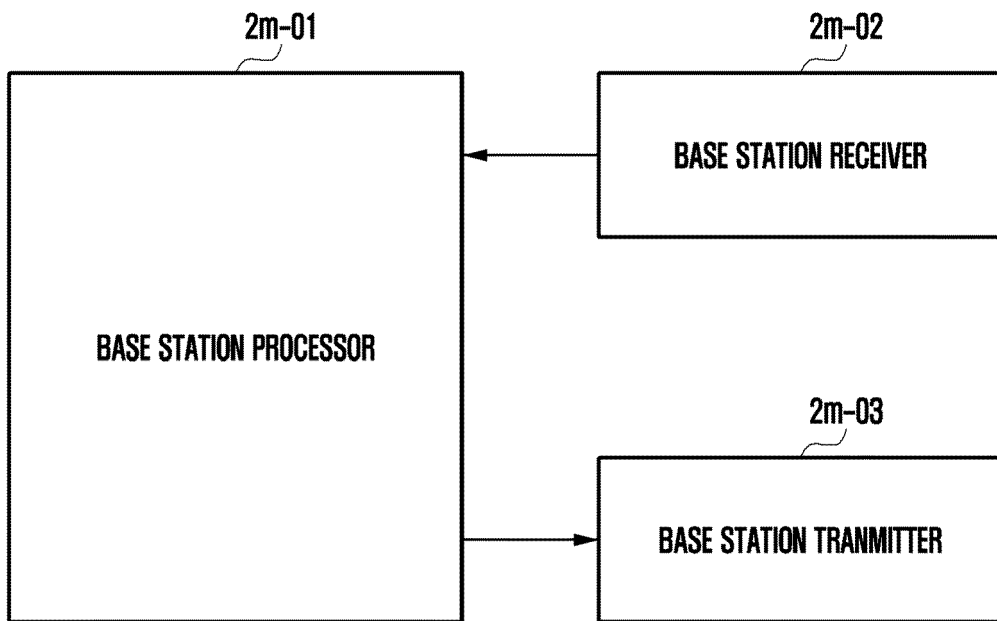 2m-01
2m-02
BASE STATION RECEIVER
BASE STATION PROCESSOR
2m-03
BASE STATION TRANMITTER